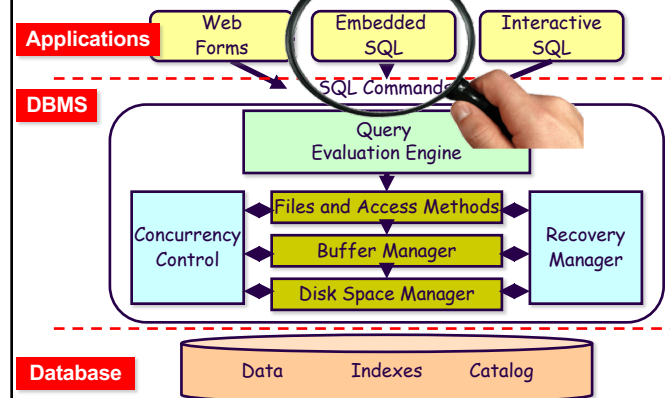 Applications
Web
Forms
Embedded
SQL
Interactive
SQL
SQL Commands
DBMS
Query
Evaluation Engine
Files and Access Methods
Concurrency
Control
Buffer Manager
Recovery
Manager
Disk Space Manager
Database
Data Indexes Catalog